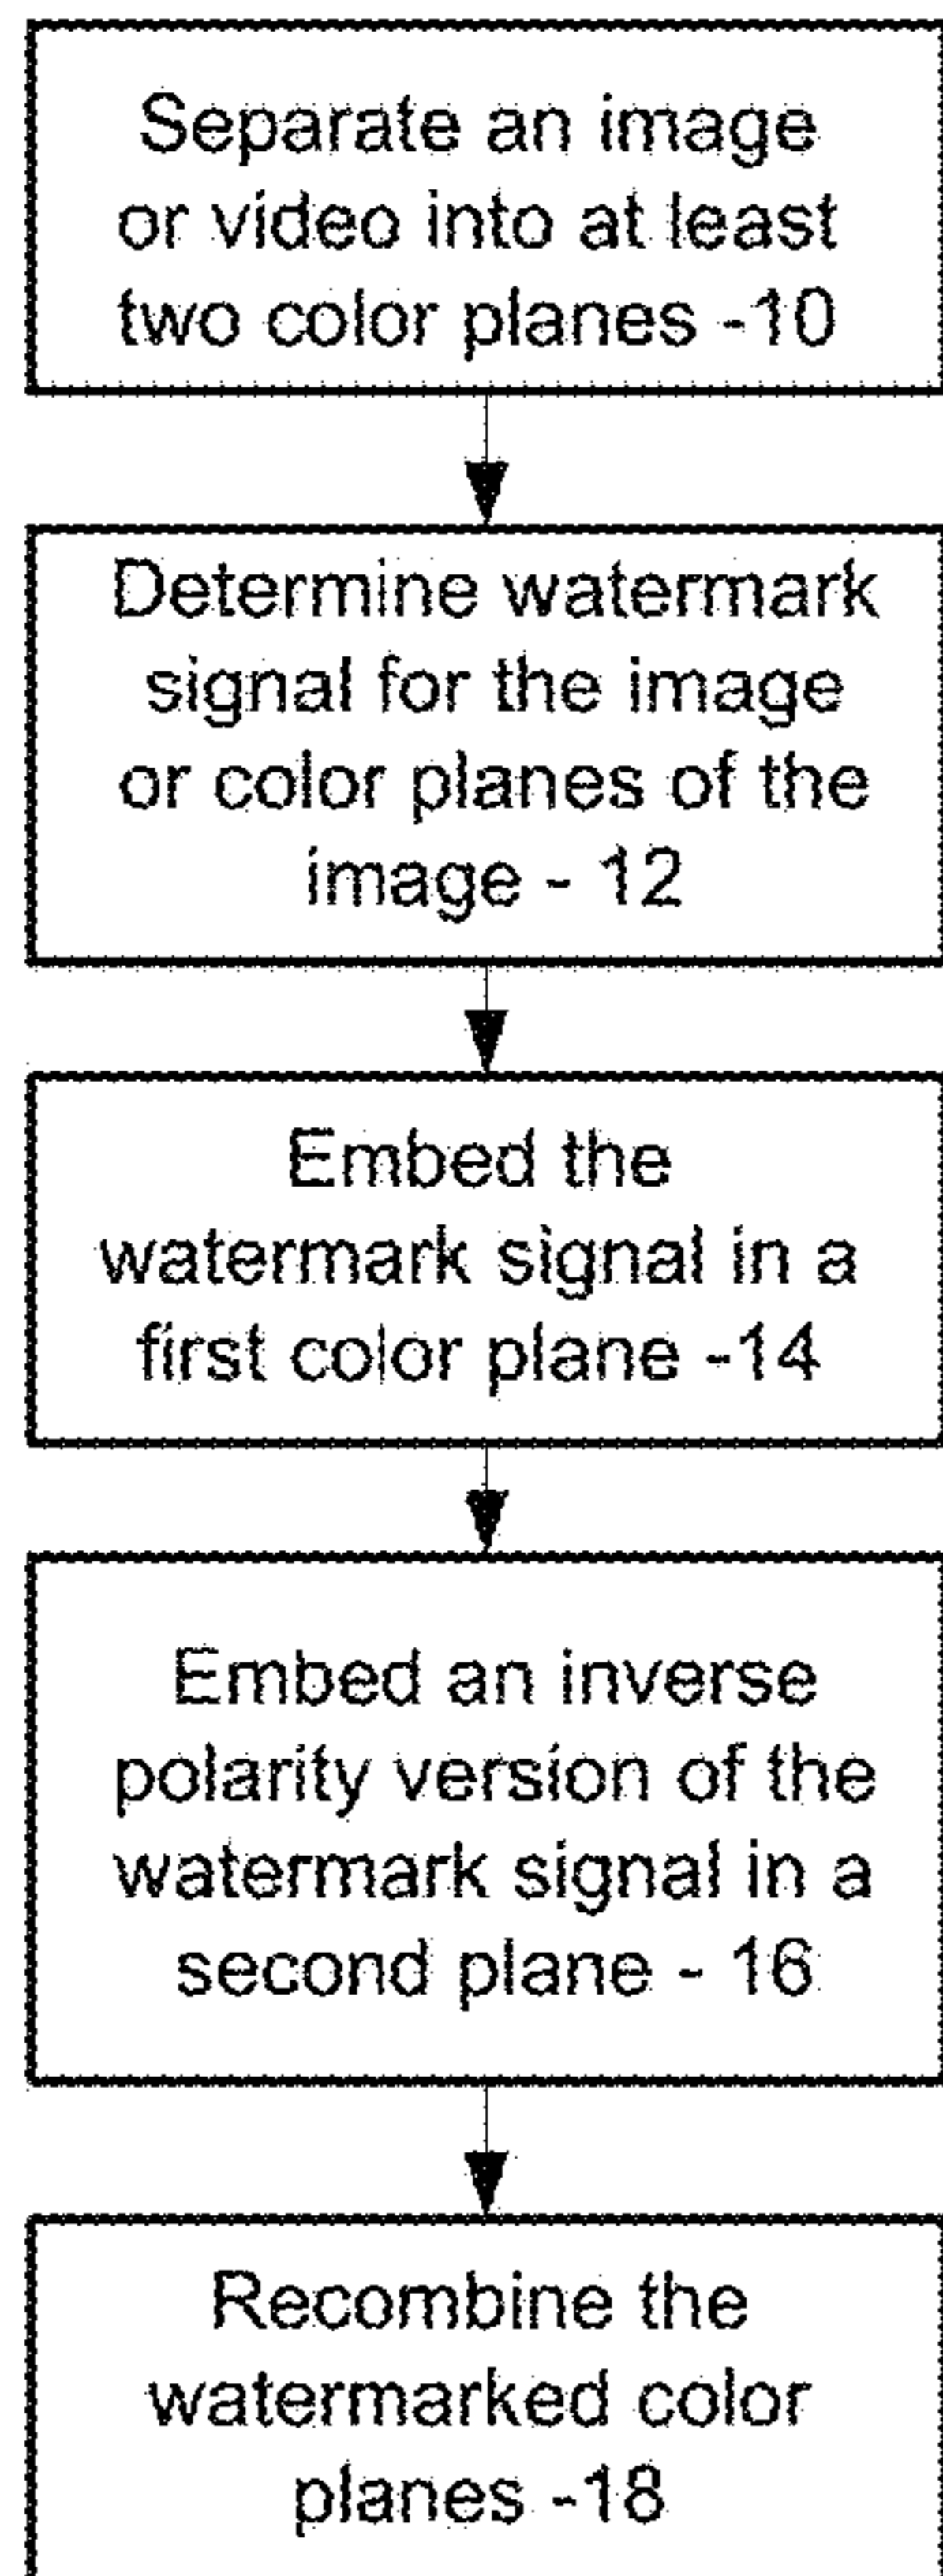 Separate an image
or video into at least
two color planes -10
Determine watermark
signal for the image
or color planes of the
image - 12
Embed the
watermark signal in a
first color plane -14
Embed an inverse
polarity version of the
watermark signal in a
second plane - 16
Recombine the
watermarked color
planes -18